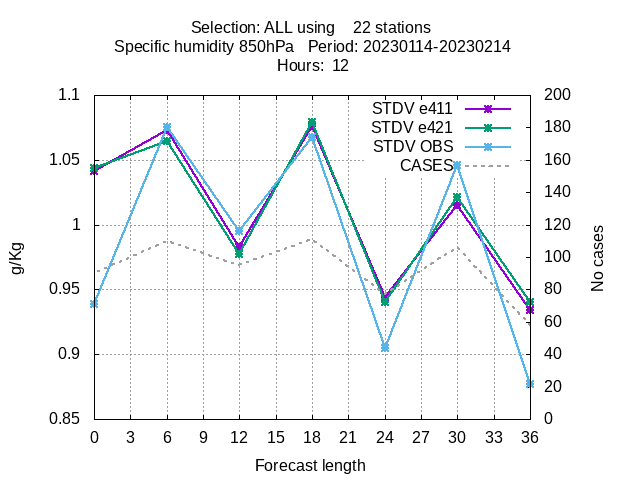 Selection: ALL using 22 stations
Specific humidity 850hPa Period: 20230114-20230214
Hours: 12
1.1
1.05
1
0.95
0.9
0.85
200
180
160
140
120
100
80
60
40
20
0
STDV e411
STDV e421
STDV OBS
CASES
g/Kg
No cases
0 3 6 9 12 15 18 21 24 27 30 33 36
Forecast length